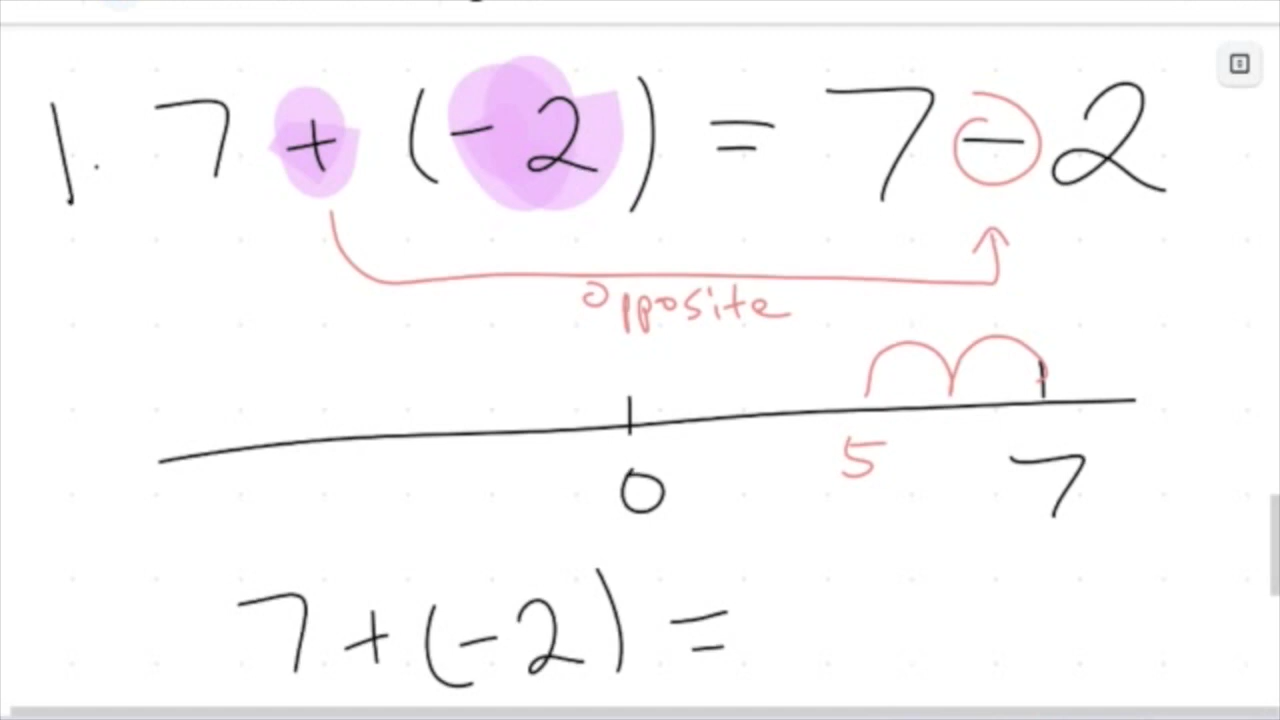 1. 7 + (-2) = 7 - 2
opposite
5
0 7
7 + (-2) =